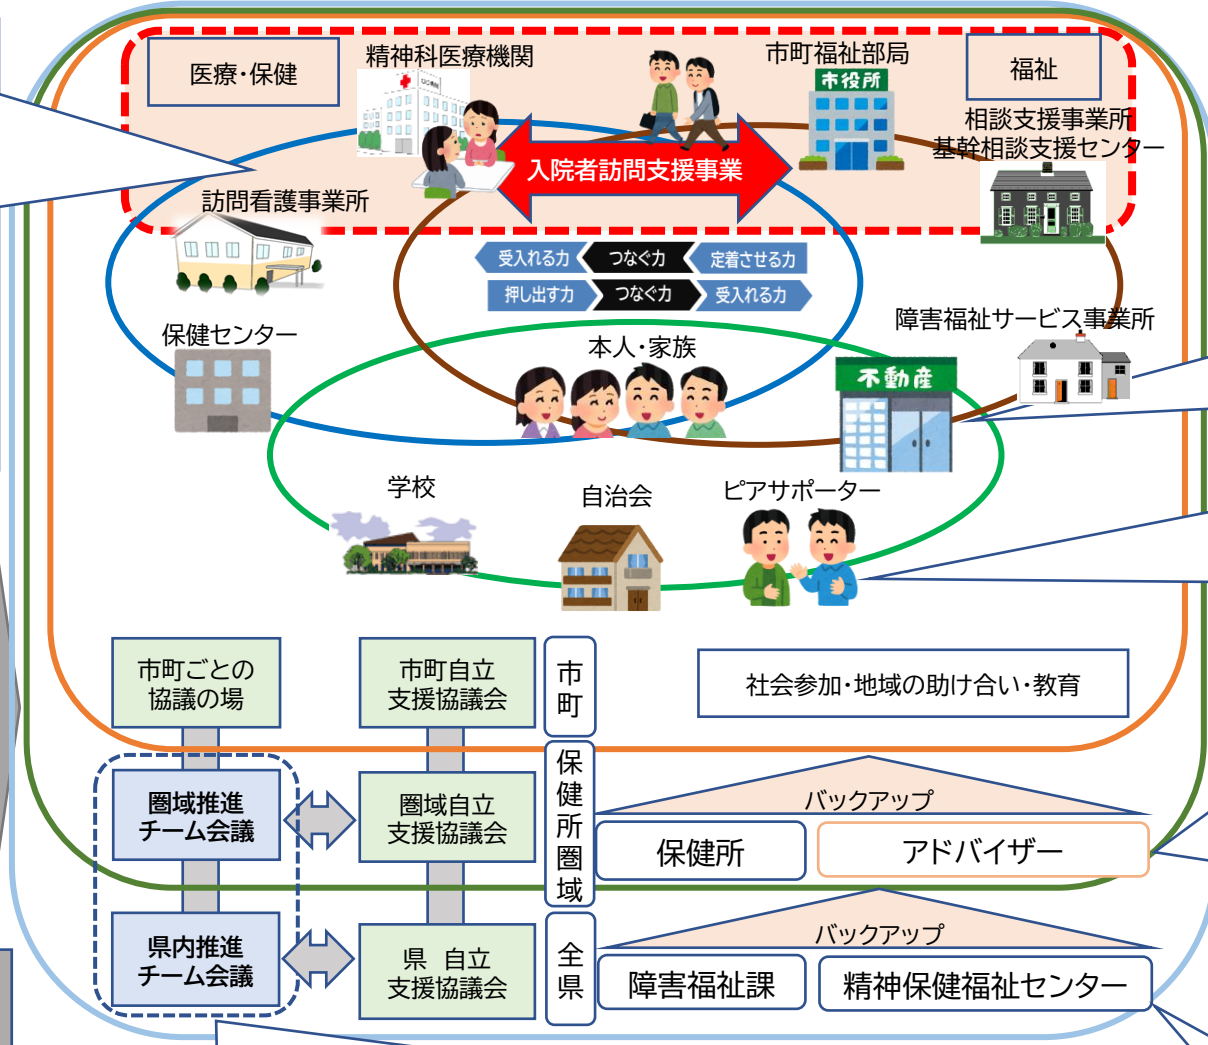 医療・保健
精神科医療機関
市町福祉部局
市役所
福祉
相談支援事業所
基幹相談支援センター
入院者訪問支援事業
訪問看護事業所
受入れる力
つなぐ力
定着させる力
押し出す力
つなぐ力
受入れる力
保健センター
本人・家族
障害福祉サービス事業所
不動産
学校
自治会
ピアサポーター
市町ごとの
協議の場
市町自立
支援協議会
市町
社会参加・地域の助け合い・教育
圏域推進
チーム会議
圏域自立
支援協議会
保健所圏域
バックアップ
保健所
アドバイザー
県内推進
チーム会議
県 自立
支援協議会
全県
バックアップ
障害福祉課
精神保健福祉センター